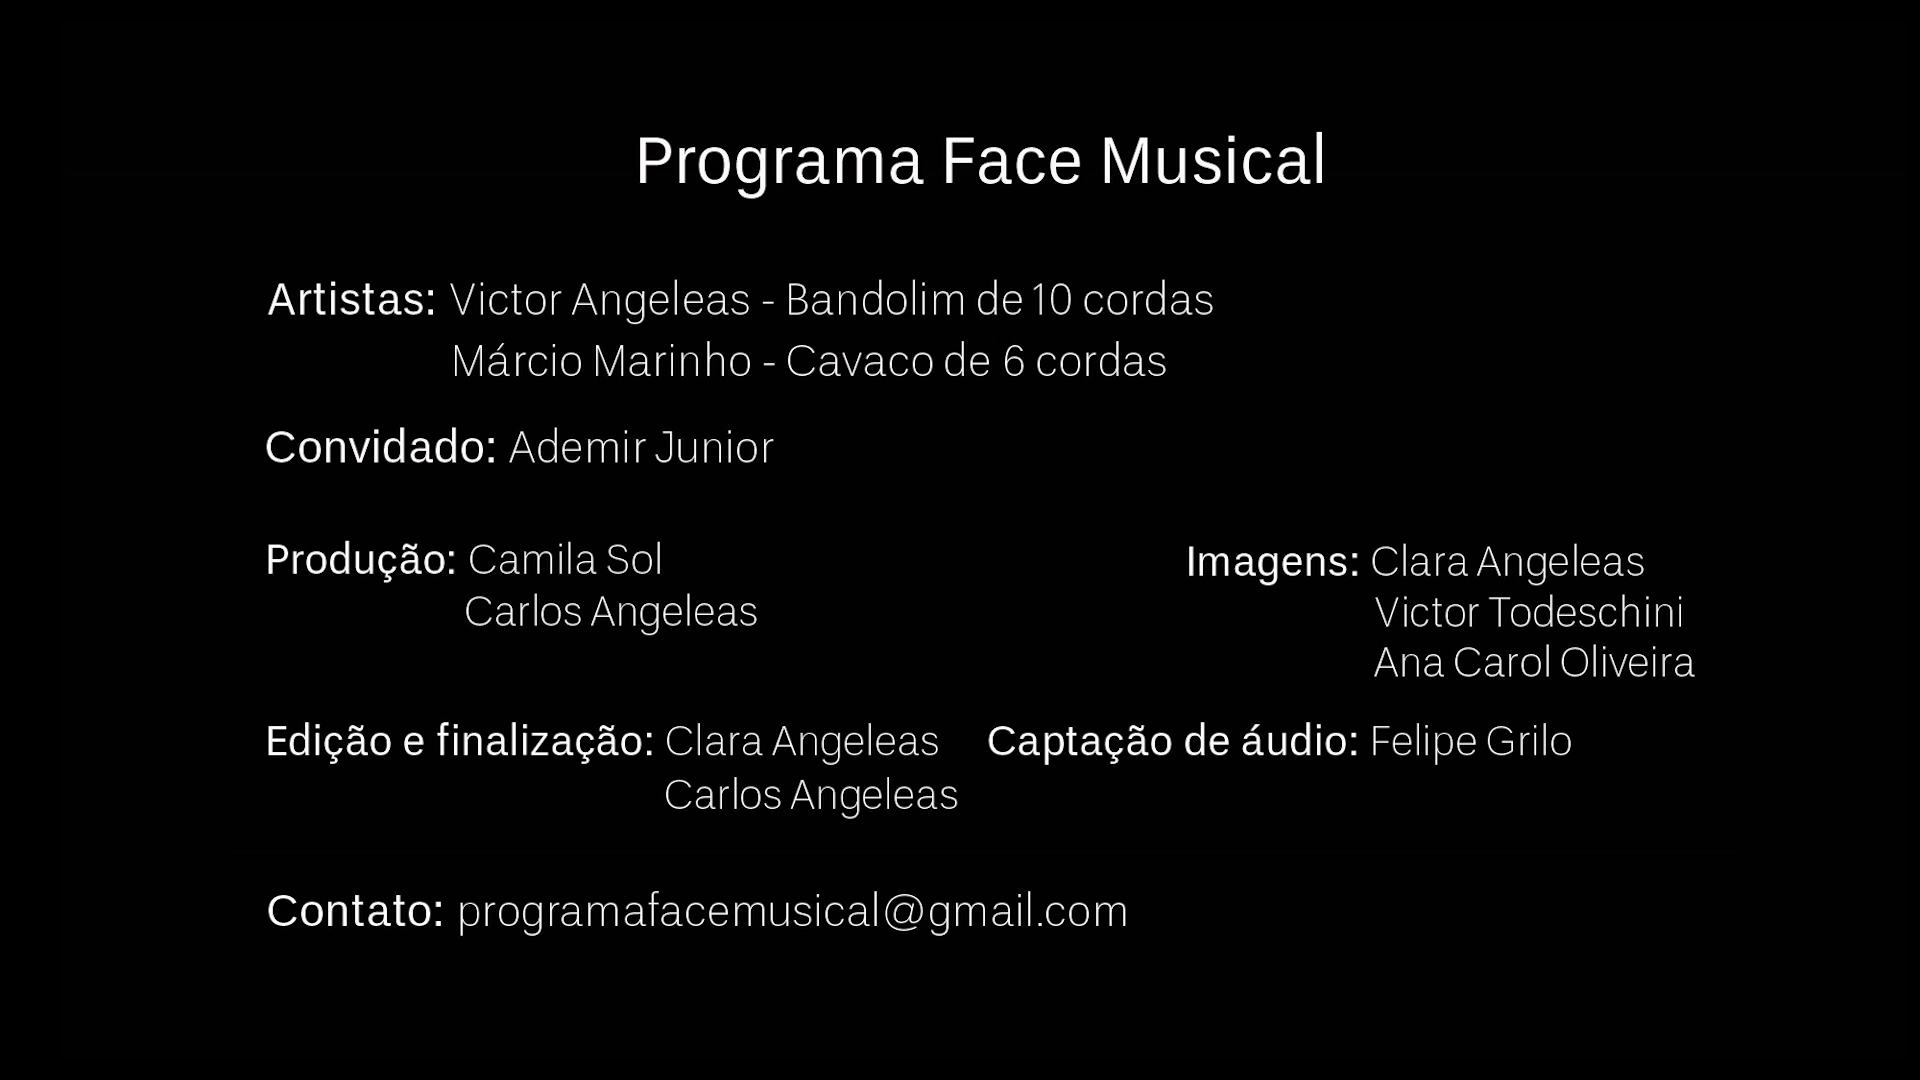 Programa Face Musical
Artistas: Victor Angeleas - Bandolim de 10 cordas
Márcio Marinho - Cavaco de 6 cordas
Convidado: Ademir Junior
Produção: Camila Sol
Carlos Angeleas
Imagens: Clara Angeleas
Victor Todeschini
Ana Carol Oliveira
Edição e finalização: Clara Angeleas
Carlos Angeleas
Captação de áudio: Felipe Grilo
Contato: programafacemusical@gmail.com